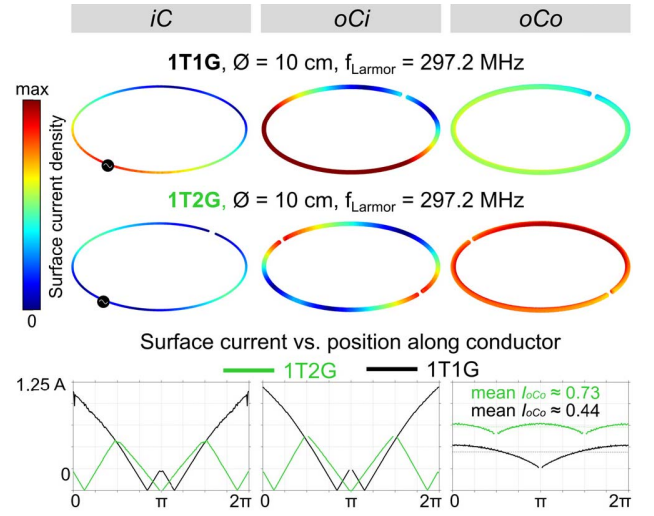 iC oCi oCo
1T1G, Ø = 10 cm, fLarmor = 297.2 MHz
max
Surface current density
0
1T2G, Ø = 10 cm, fLarmor = 297.2 MHz
Surface current vs. position along conductor
1T2G 1T1G
1.25 A
0
mean IoCo ≈ 0.73
mean IoCo ≈ 0.44
0 π 2π 0 π 2π 0 π 2π